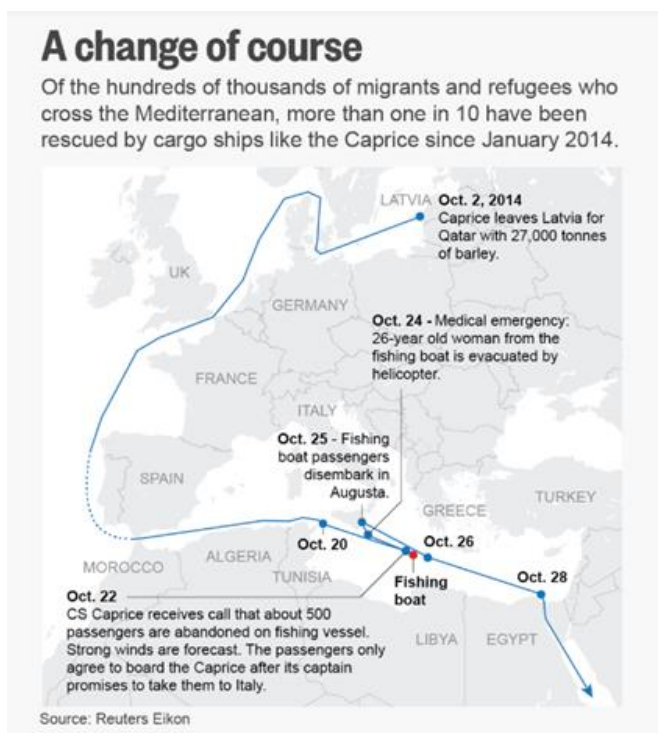 A change of course
Of the hundreds of thousands of migrants and refugees who
cross the Mediterranean, more than one in 10 have been
rescued by cargo ships like the Caprice since January 2014.
LATVIA
Oct. 2, 2014
Caprice leaves Latvia for
Qatar with 27,000 tonnes
of barley.
UK
GERMANY
Oct. 24 - Medical emergency:
26-year old woman from the
fishing boat is evacuated by
helicopter.
FRANCE
ITALY
Oct. 25 - Fishing
boat passengers
disembark in
Augusta.
SPAIN
GREECE
TURKEY
Oct. 20
Oct. 26
MOROCCO
ALGERIA
TUNISIA
Fishing
boat
Oct. 28
Oct. 22
CS Caprice receives call that about 500
passengers are abandoned on fishing vessel.
Strong winds are forecast. The passengers only
agree to board the Caprice after its captain
promises to take them to Italy.
LIBYA
EGYPT
Source: Reuters Eikon